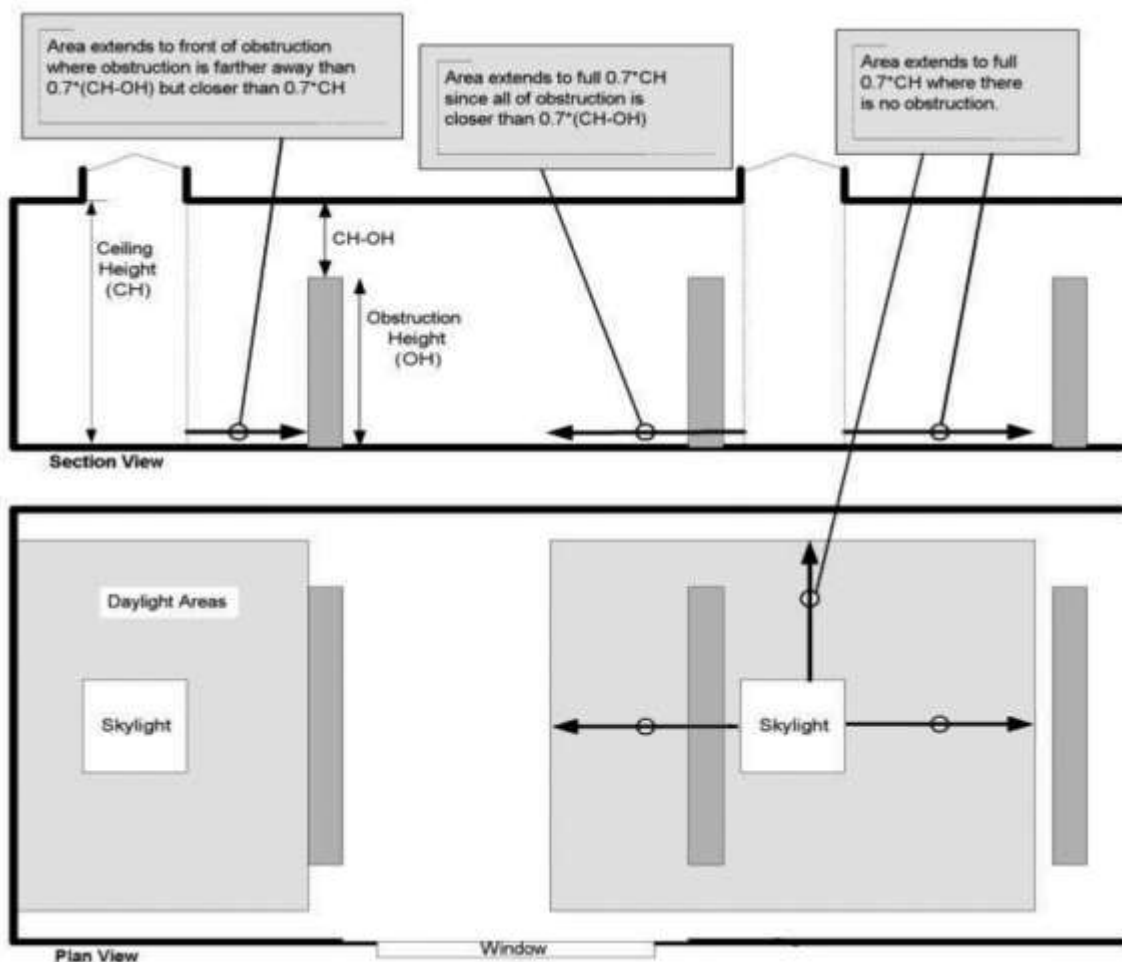 Area extends to front of obstruction
where obstruction is farther away than
0.7*(CH-OH) but closer than 0.7*CH
Area extends to full 0.7*CH
since all of obstruction is
closer than 0.7*(CH-OH)
Area extends to full
0.7*CH where there
is no obstruction.
Ceiling
Height
(CH)
CH-OH
Obstruction
Height
(OH)
Section View
Daylight Areas
Skylight
Skylight
Window
Plan View